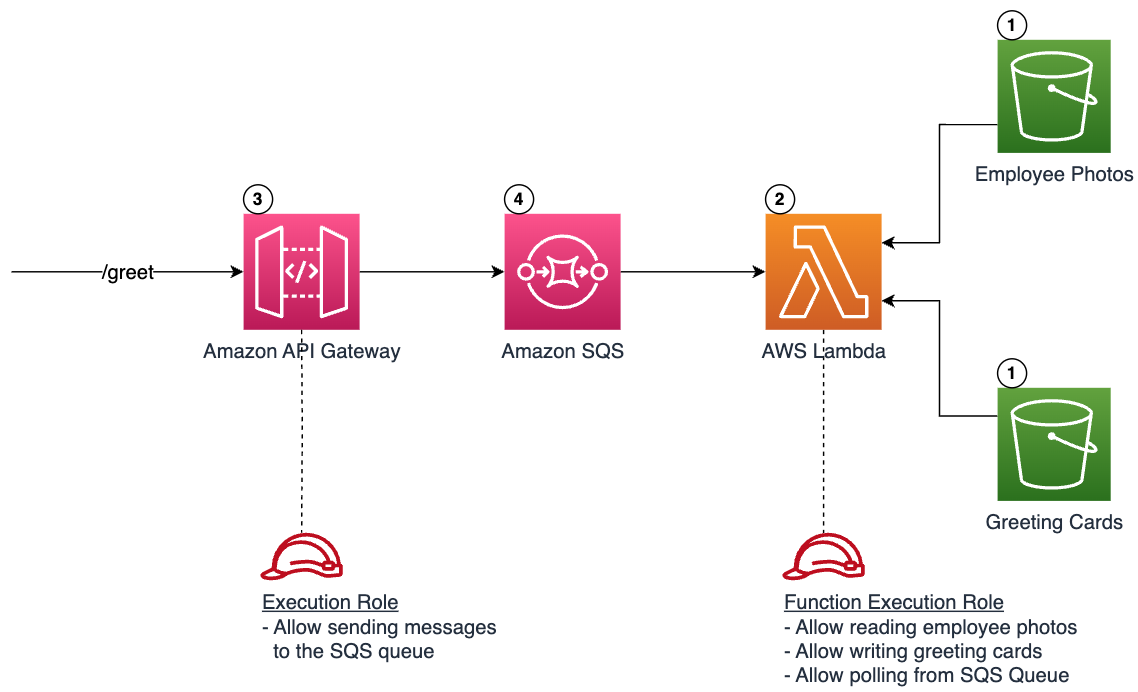 1
Employee Photos
3
4
2
/greet
</>
Amazon API Gateway
Amazon SQS
AWS Lambda
1
Greeting Cards
Execution Role
- Allow sending messages
to the SQS queue
Function Execution Role
- Allow reading employee photos
- Allow writing greeting cards
- Allow polling from SQS Queue